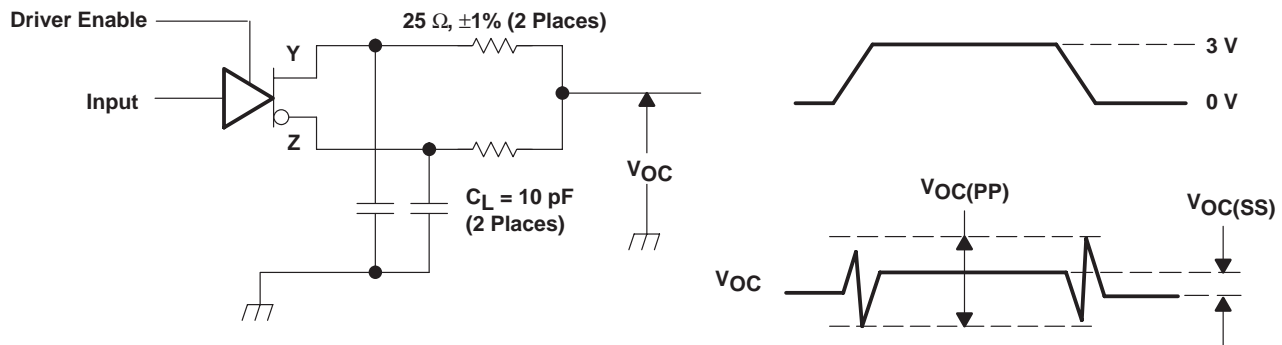 Driver Enable
25 Ω, ±1% (2 Places)
Y
Input
Z
VOC
CL = 10 pF
(2 Places)
3 V
0 V
VOC(PP)
VOC(SS)
VOC